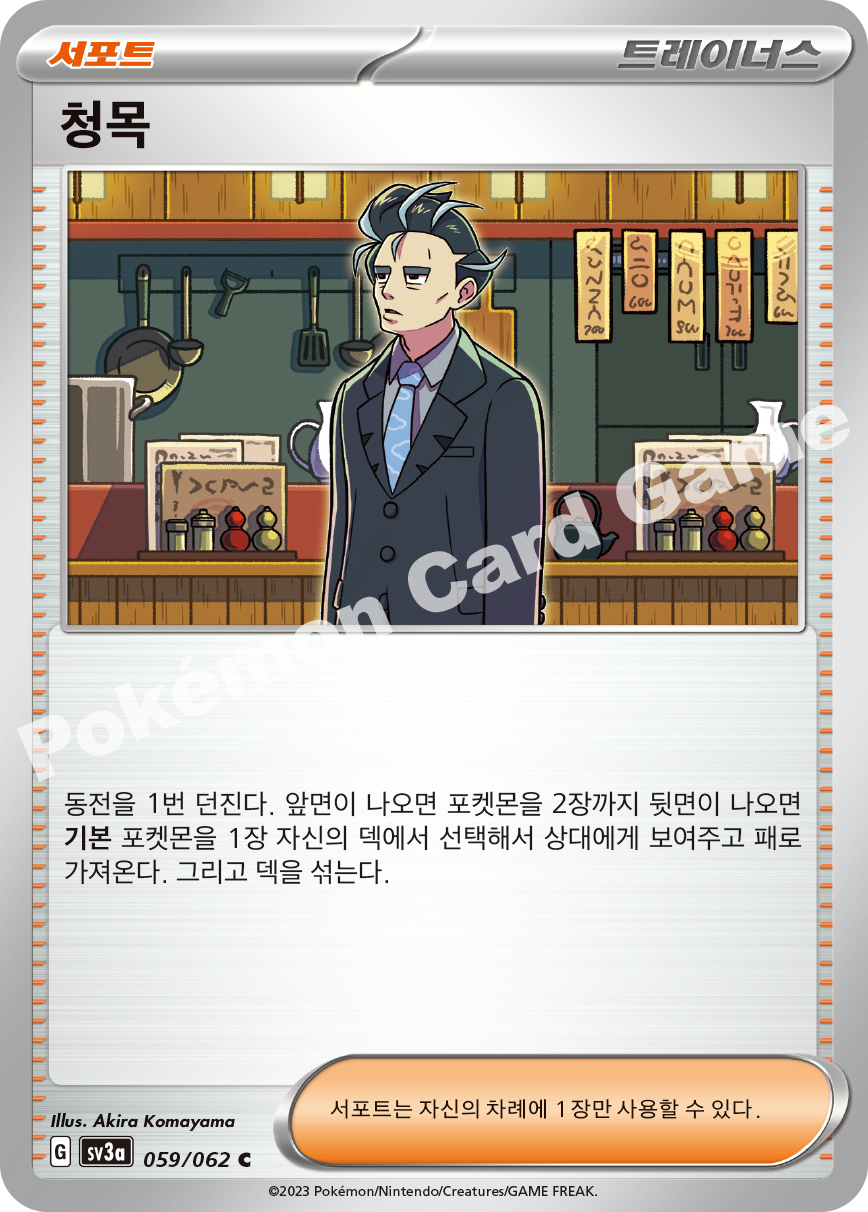 서포트
트레이너스
청목
동전을 1번 던진다. 앞면이 나오면 포켓몬을 2장까지 뒷면이 나오면
기본 포켓몬을 1장 자신의 덱에서 선택해서 상대에게 보여주고 패로
가져온다. 그리고 덱을 섞는다.
Pokémon Card Game
서포트는 자신의 차례에 1장만 사용할 수 있다.
Illus. Akira Komayama
G sv3a 059/062 C
©2023 Pokémon/Nintendo/Creatures/GAME FREAK.